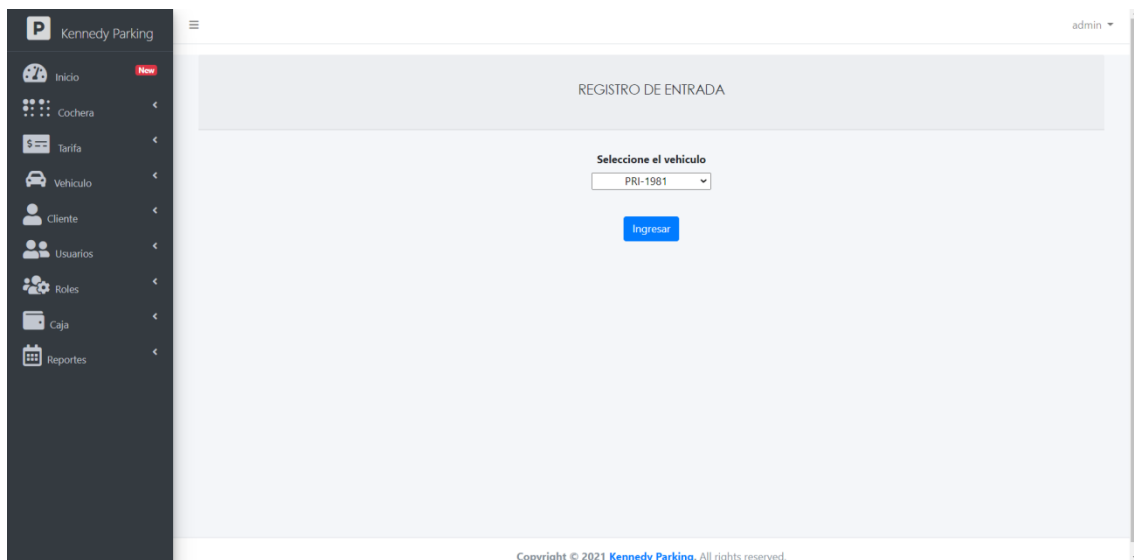 P Kennedy Parking
admin
Inicio New
Cochera
Tarifa
Vehiculo
Cliente
Usuarios
Roles
Caja
Reportes
REGISTRO DE ENTRADA
Seleccione el vehiculo
PRI-1981
Ingresar
Copyright © 2021 Kennedy Parking. All rights reserved.